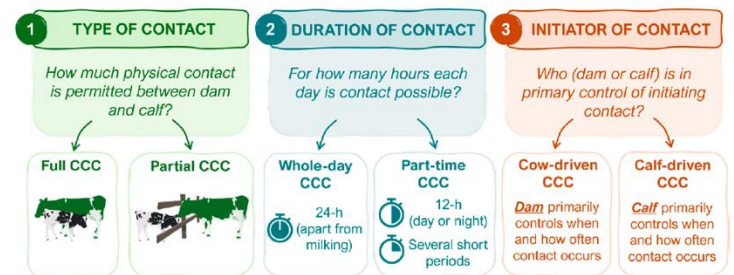 1 TYPE OF CONTACT
How much physical contact
is permitted between dam
and calf?
Full CCC
Partial CCC
2 DURATION OF CONTACT
For how many hours each
day is contact possible?
Whole-day
CCC
24-h
(apart from
milking)
Part-time
CCC
12-h
(day or night)
Several short
periods
3 INITIATOR OF CONTACT
Who (dam or calf) is in
primary control of initiating
contact?
Cow-driven
CCC
Dam primarily
controls when
and how often
contact occurs
Calf-driven
CCC
Calf primarily
controls when
and how often
contact occurs